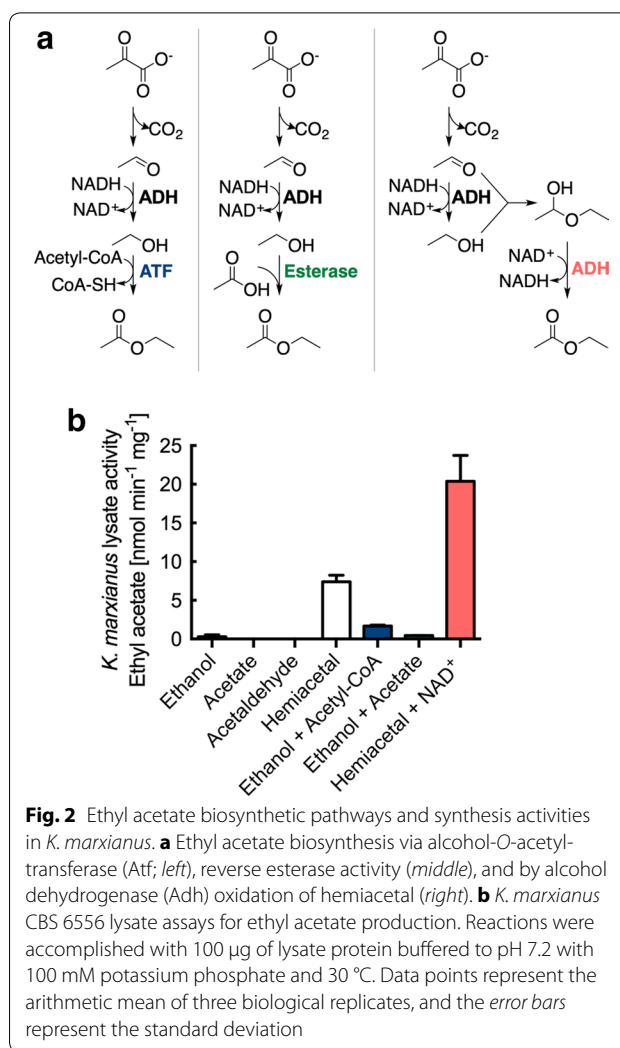 a
O O⁻ O
O O⁻ O
O O⁻ O
CO₂
CO₂
CO₂
O
O
O
NADH ADH NAD⁺
NADH ADH NAD⁺
NADH ADH NAD⁺
OH O
OH
OH
OH
Acetyl-CoA ATF CoA-SH
O OH Esterase
NAD⁺ ADH NADH
O O
O O
O O
b
K. marxianus lysate activity
Ethyl acetate [nmol min⁻¹ mg⁻¹]
25
20
15
10
5
0
Ethanol
Acetate
Acetaldehyde
Hemiacetal
Ethanol + Acetyl-CoA
Ethanol + Acetate
Hemiacetal + NAD⁺
Fig. 2 Ethyl acetate biosynthetic pathways and synthesis activities
in K. marxianus. a Ethyl acetate biosynthesis via alcohol-O-acetyl-
transferase (Atf; left), reverse esterase activity (middle), and by alcohol
dehydrogenase (Adh) oxidation of hemiacetal (right). b K. marxianus
CBS 6556 lysate assays for ethyl acetate production. Reactions were
accomplished with 100 μg of lysate protein buffered to pH 7.2 with
100 mM potassium phosphate and 30 °C. Data points represent the
arithmetic mean of three biological replicates, and the error bars
represent the standard deviation